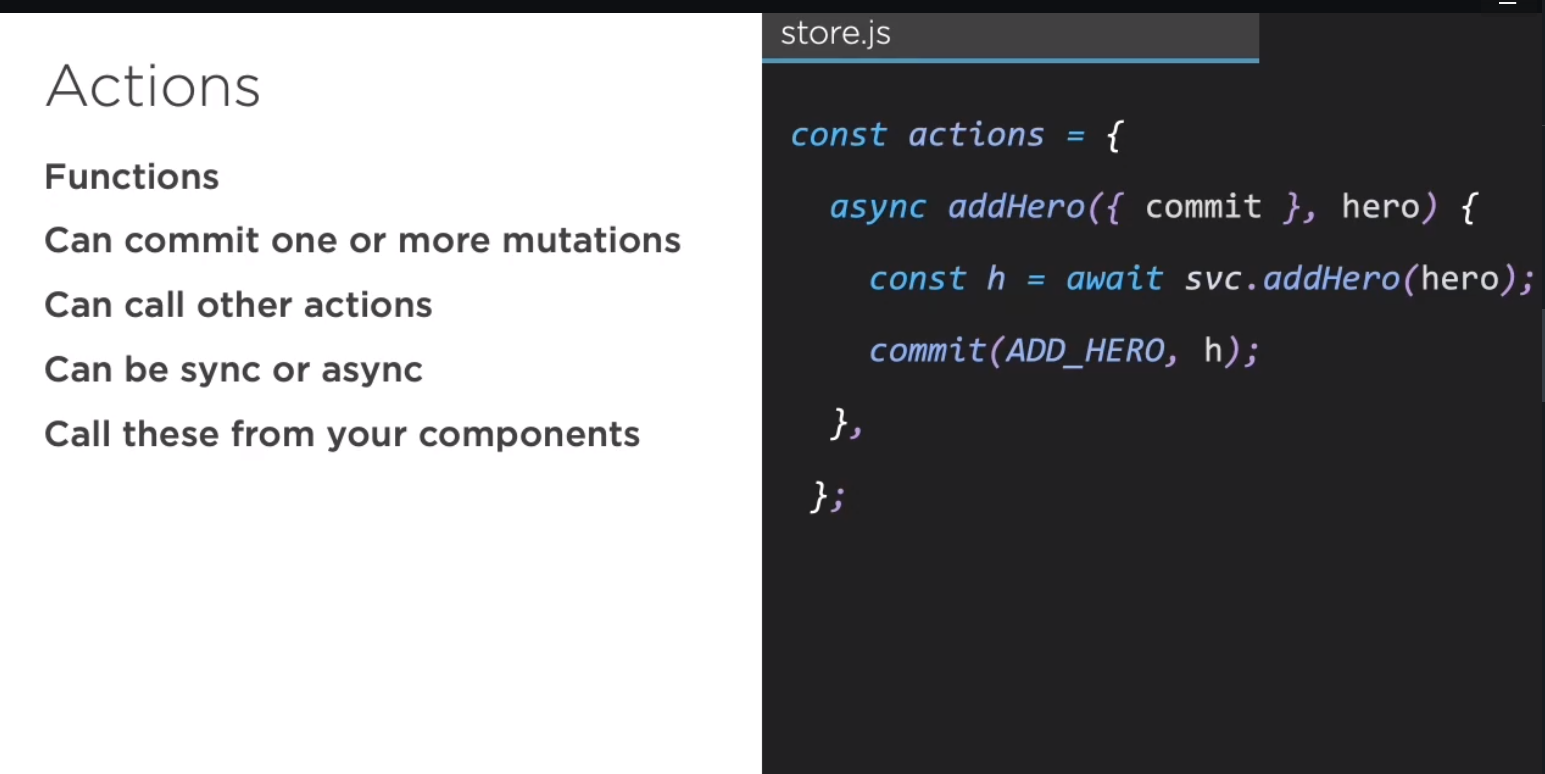 Actions
Functions
Can commit one or more mutations
Can call other actions
Can be sync or async
Call these from your components
store.js
const actions = {
async addHero({ commit }, hero) {
const h = await svc.addHero(hero);
commit(ADD_HERO, h);
},
};